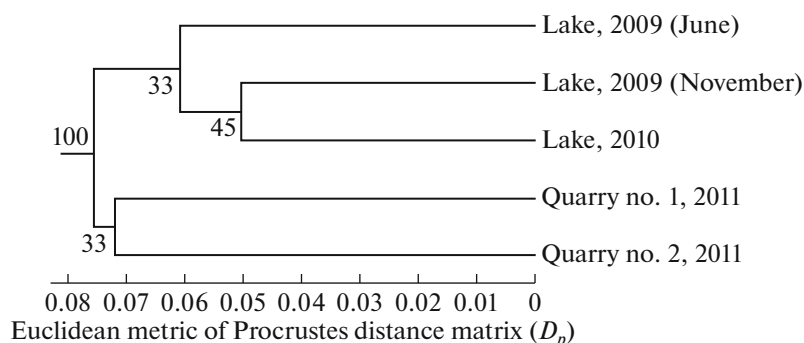 Lake, 2009 (June)
33
Lake, 2009 (November)
45
Lake, 2010
100
Quarry no. 1, 2011
33
Quarry no. 2, 2011
0.08 0.07 0.06 0.05 0.04 0.03 0.02 0.01 0
Euclidean metric of Procrustes distance matrix (Dp)